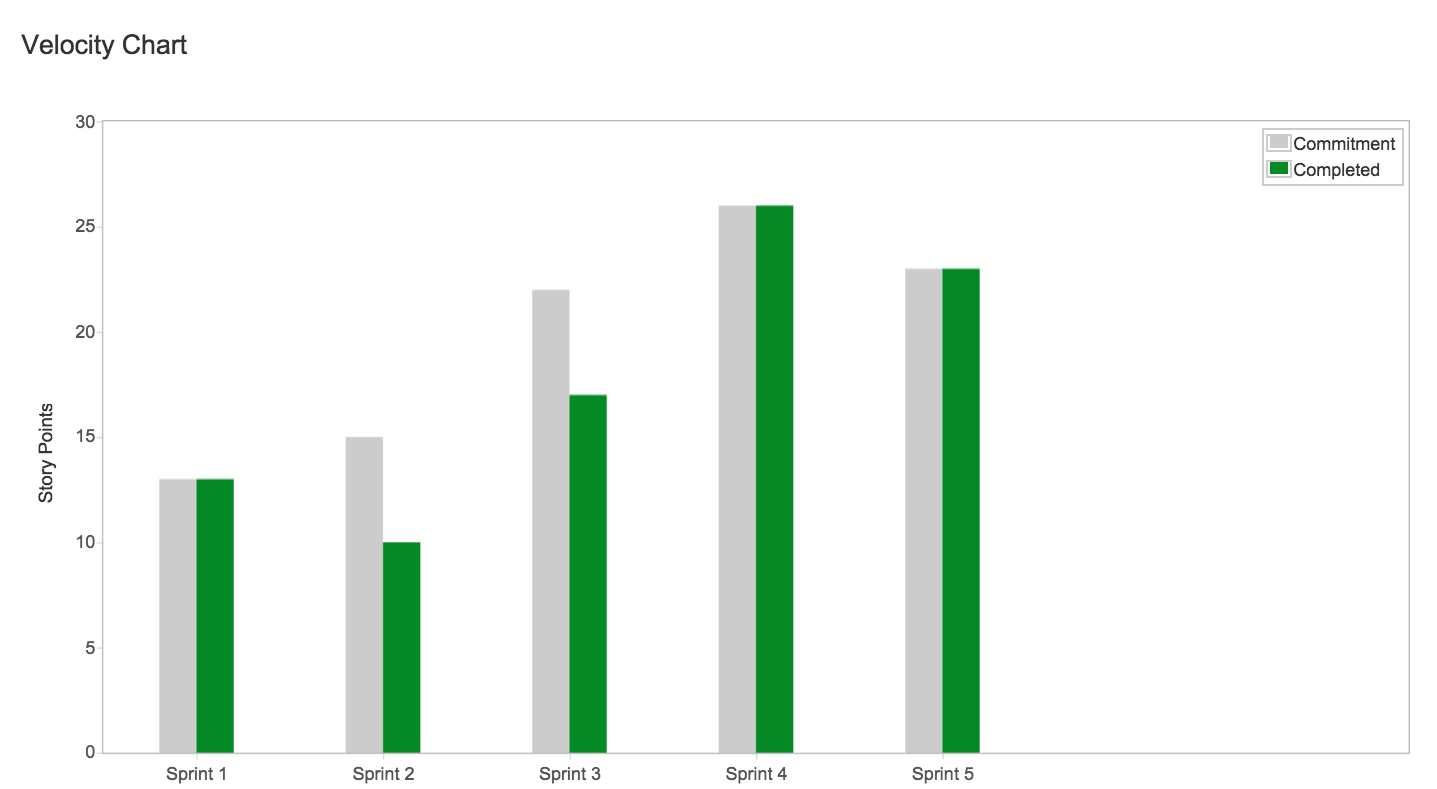 Velocity Chart
30
25
20
15
10
5
0
Story Points
Commitment
Completed
Sprint 1
Sprint 2
Sprint 3
Sprint 4
Sprint 5